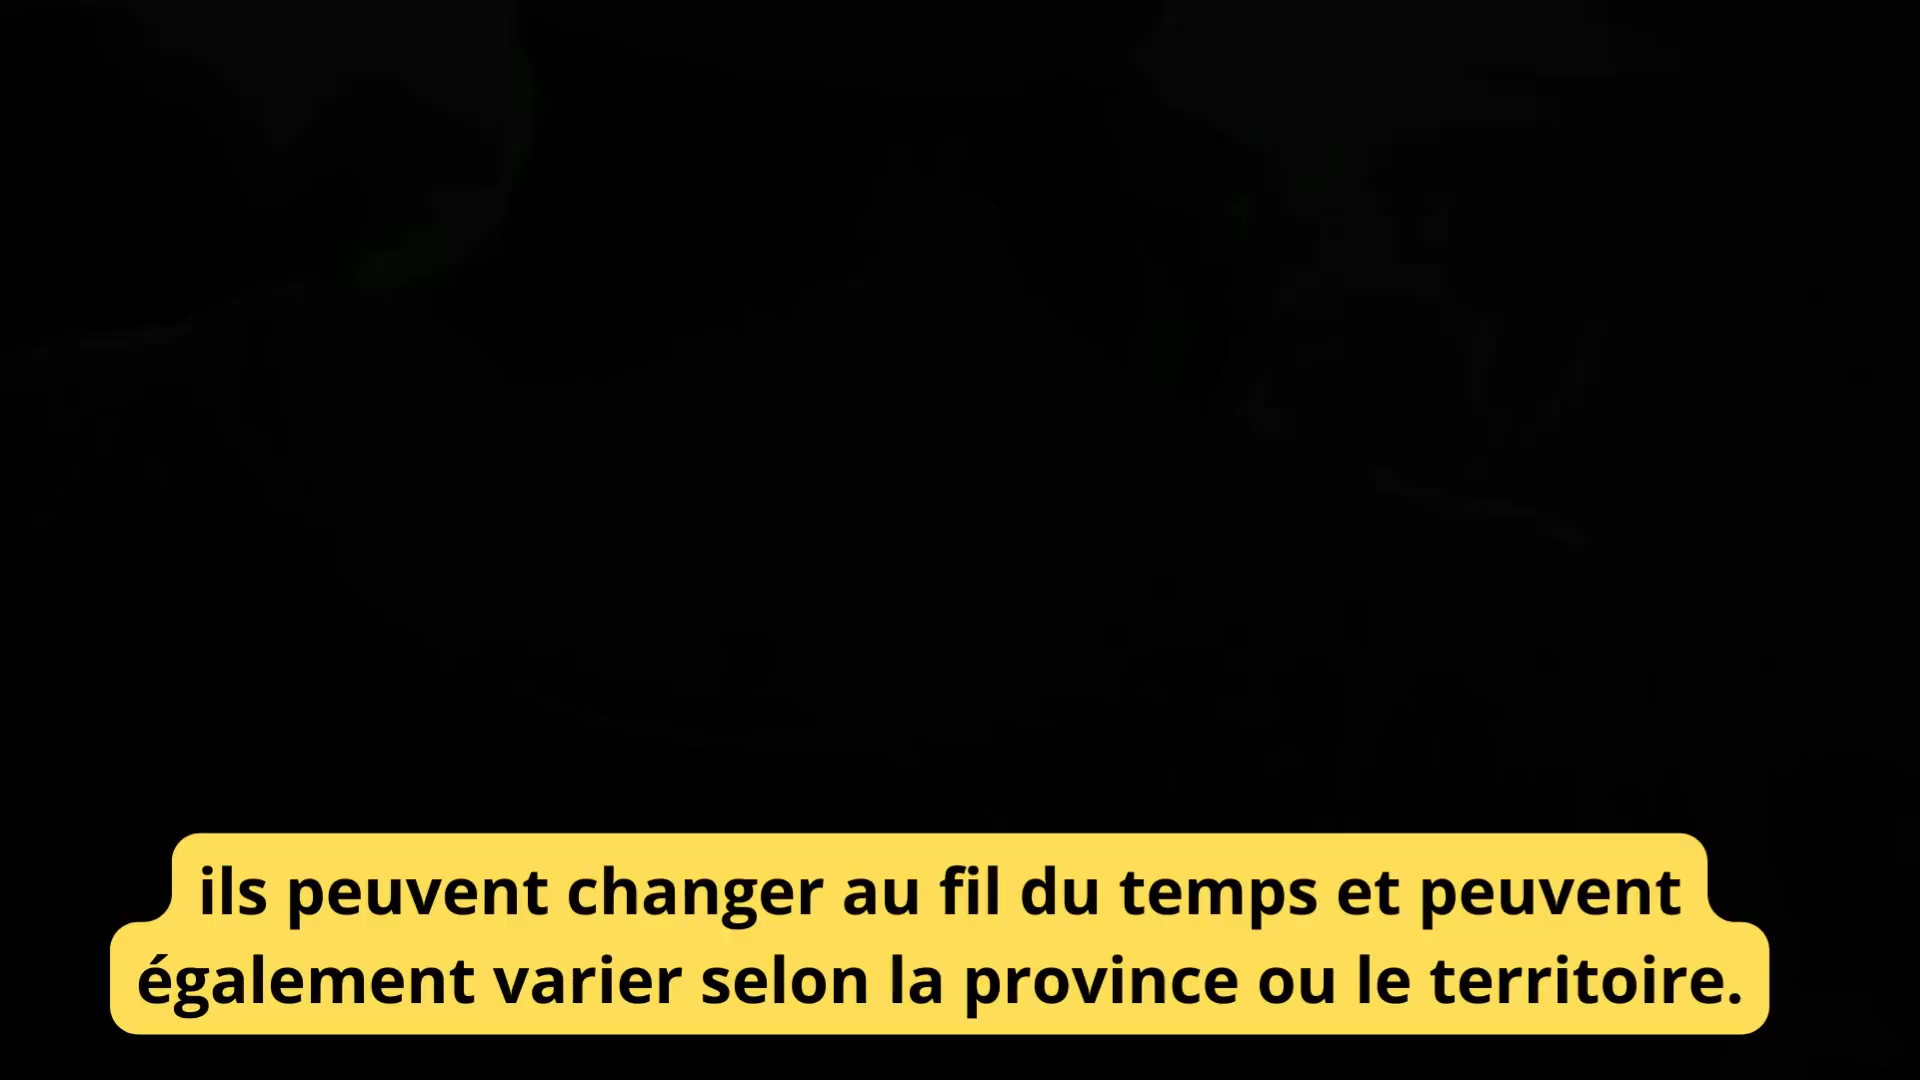 ils peuvent changer au fil du temps et peuvent
également varier selon la province ou le territoire.